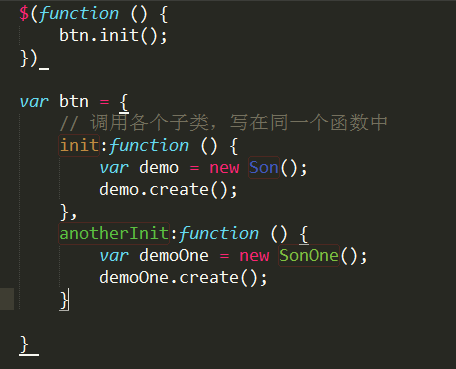 $(function () {
    btn.init();
})

var btn = {
    // 调用各个子类，写在同一个函数中
    init:function () {
        var demo = new Son();
        demo.create();
    },
    anotherInit:function () {
        var demoOne = new SonOne();
        demoOne.create();
    }

}